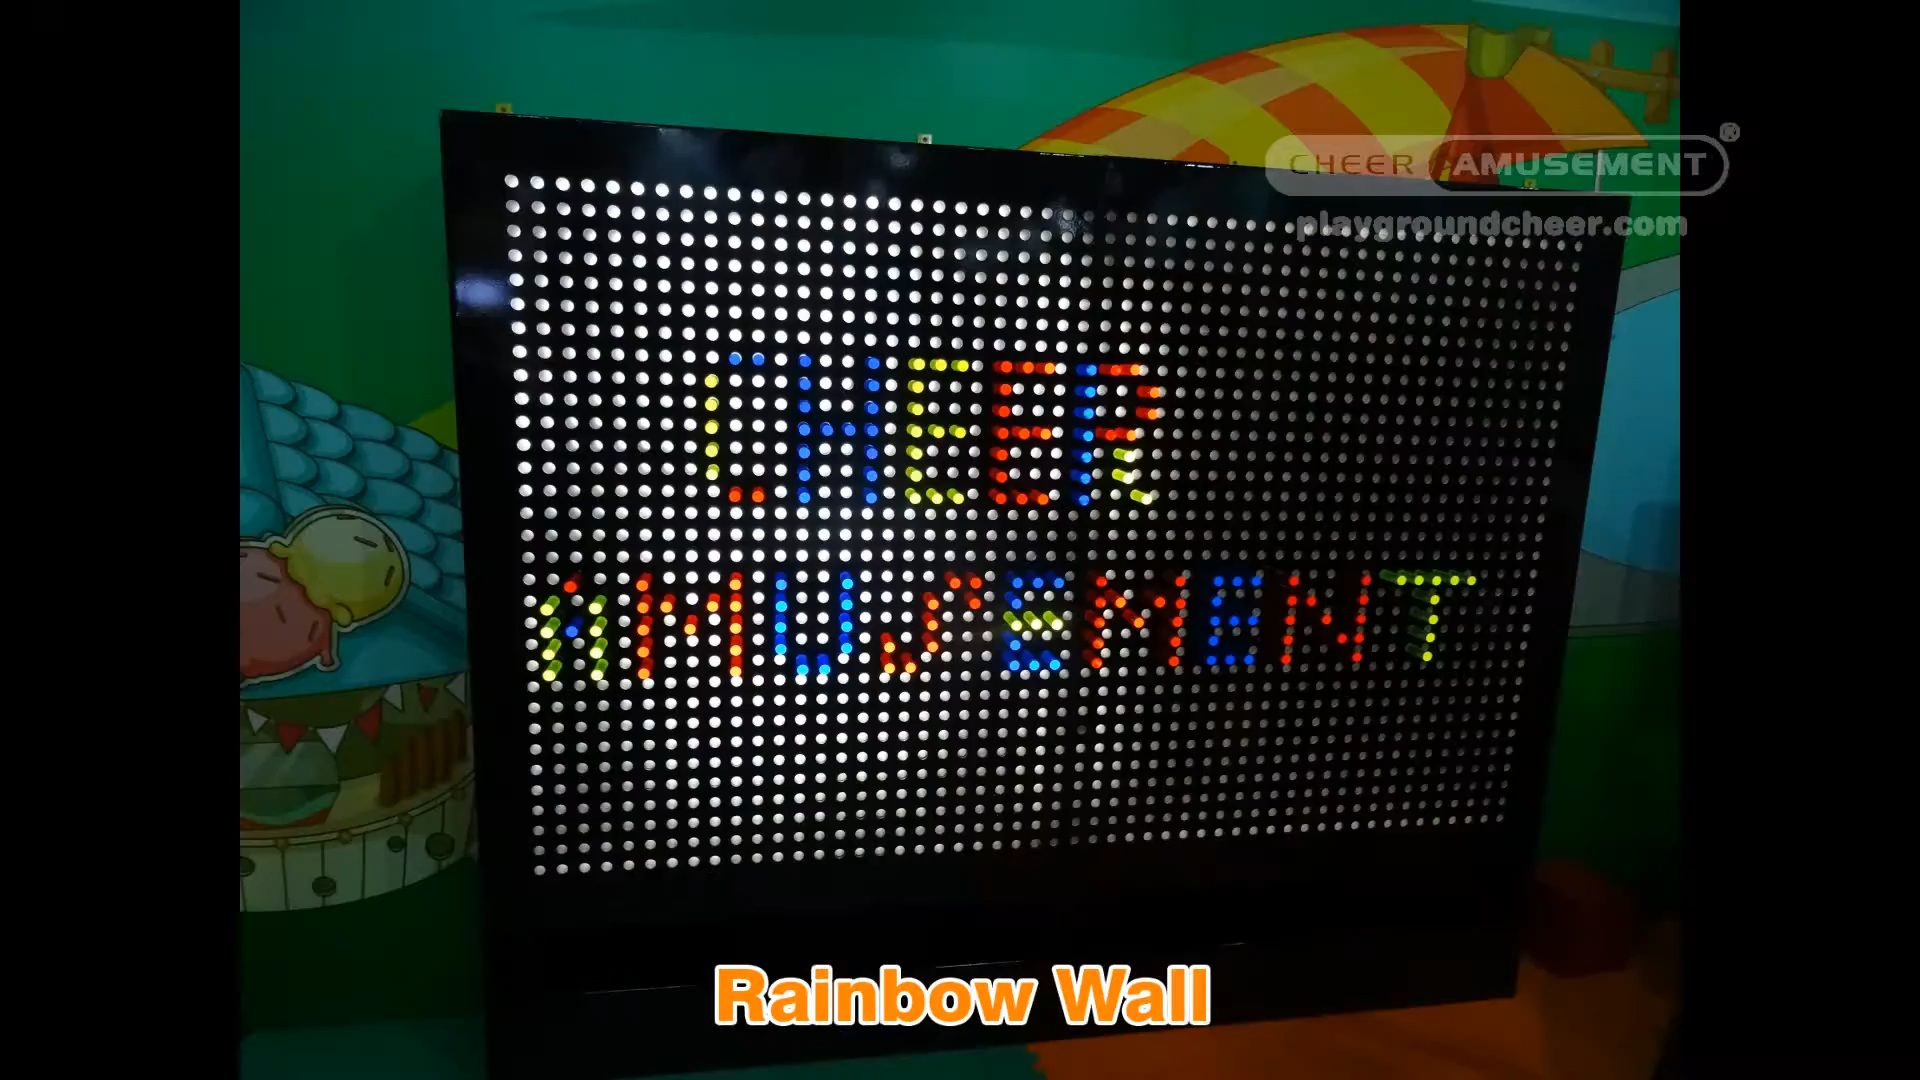 CHEER AMUSEMENT®
playgroundcheer.com
CHEER
AMUSEMENT
Rainbow Wall